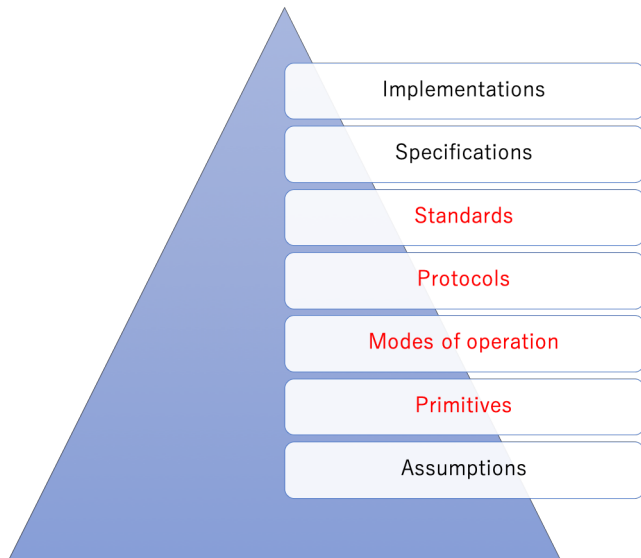 Implementations
Specifications
Standards
Protocols
Modes of operation
Primitives
Assumptions